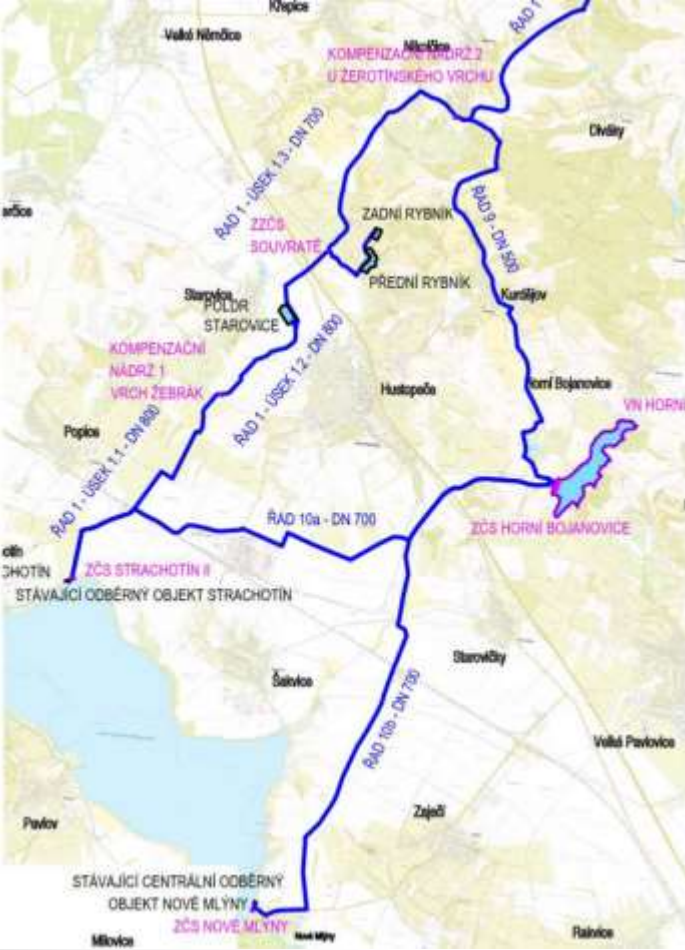 Křepice
ŘAD 1
Velké Němčice
Nikolčice
KOMPENZAČNÍ NÁDRŽ 2
U ŽEROTÍNSKÉHO VRCHU
Diváky
ŘAD 1 - ÚSEK 1.3 - DN 700
ŘAD 9 - DN 500
ZADNÍ RYBNÍK
ZZČS
SOUVRATĚ
PŘEDNÍ RYBNÍK
Starovice
POLDR
STAROVICE
Kurdějov
KOMPENZAČNÍ
NÁDRŽ 1
VRCH ŽEBRÁK
ŘAD 1 - ÚSEK 1.2 - DN 800
Hustopeče
Horní Bojanovice
VN HORNÍ
Popice
ŘAD 1 - ÚSEK 1.1 - DN 800
ŘAD 10a - DN 700
ZČS HORNÍ BOJANOVICE
CHOTÍN
ZČS STRACHOTÍN II
STÁVAJÍCÍ ODBĚRNÝ OBJEKT STRACHOTÍN
Šakvice
Starovičky
ŘAD 10b - DN 700
Velké Pavlovice
Zaječí
Pavlov
STÁVAJÍCÍ CENTRÁLNÍ ODBĚRNÝ
OBJEKT NOVÉ MLÝNY
ZČS NOVÉ MLÝNY
Milovice
Nové Mlýny
Rakvice